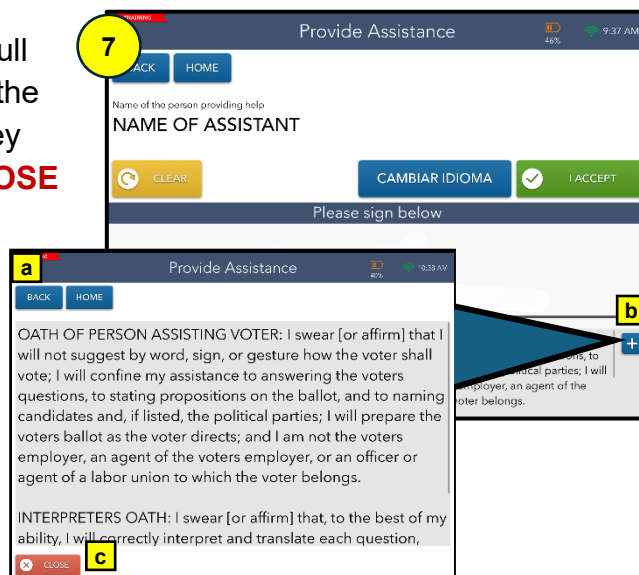 ull
the
ey
OSE
7
TRAINING
Provide Assistance
46%
9:37 AM
BACK
HOME
Name of the person providing help
NAME OF ASSISTANT
CLEAR
CAMBIAR IDIOMA
I ACCEPT
Please sign below
a
Provide Assistance
40%
10:38 AM
b
BACK
HOME
+
OATH OF PERSON ASSISTING VOTER: I swear [or affirm] that I
will not suggest by word, sign, or gesture how the voter shall
vote; I will confine my assistance to answering the voters
questions, to stating propositions on the ballot, and to naming
candidates and, if listed, the political parties; I will prepare the
voters ballot as the voter directs; and I am not the voters
employer, an agent of the voters employer, or an officer or
agent of a labor union to which the voter belongs.
INTERPRETERS OATH: I swear [or affirm] that, to the best of my
ability, I will correctly interpret and translate each question,
CLOSE
c
ons, to
tical parties; I will
employer, an agent of the
voter belongs.